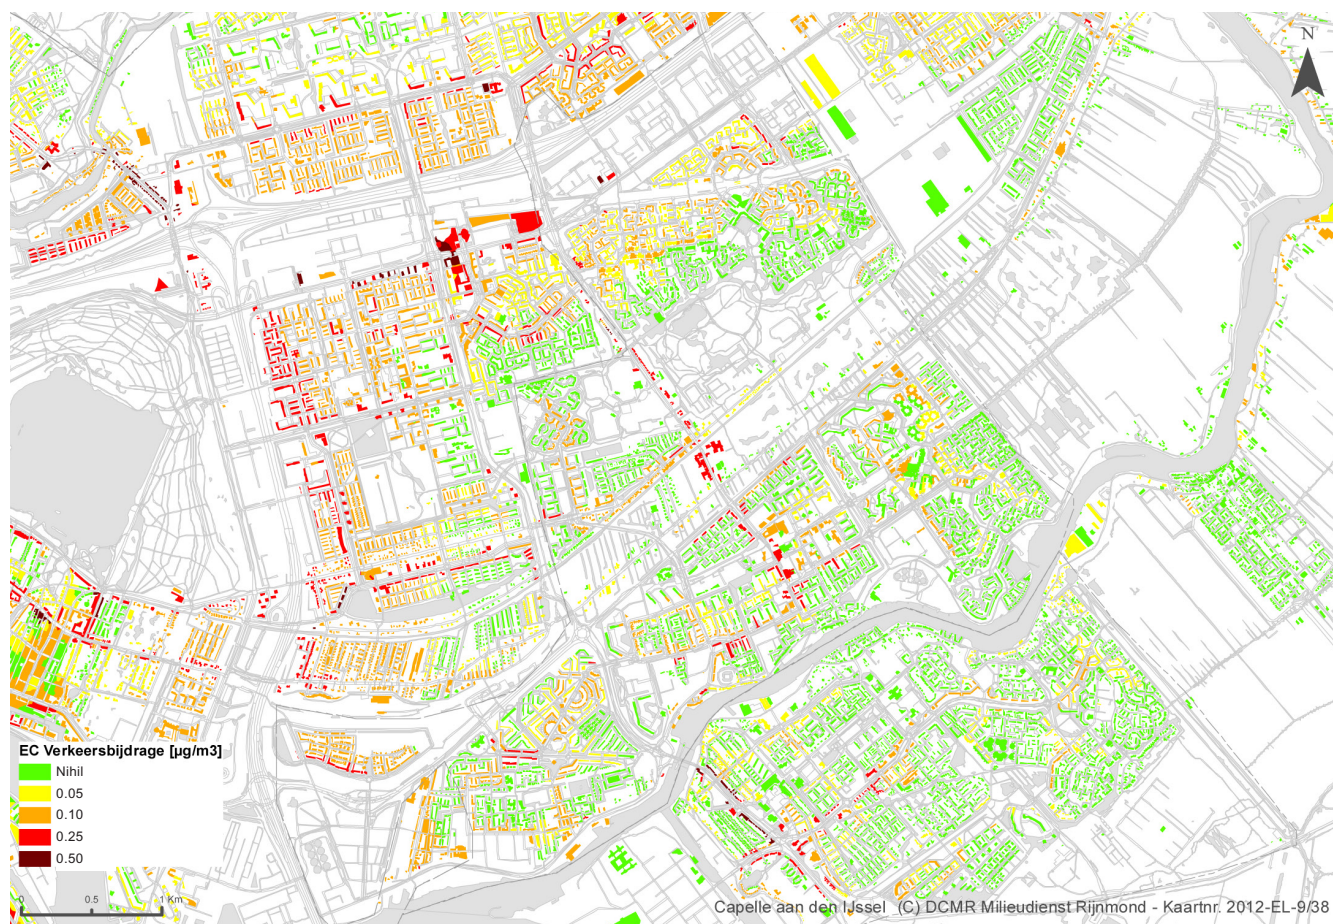 N
EC Verkeersbijdrage [µg/m3]
Nihil
0.05
0.10
0.25
0.50
0 0.5 1 Km
Capelle aan den IJssel (C) DCMR Milieudienst Rijnmond - Kaartnr. 2012-EL-9/38